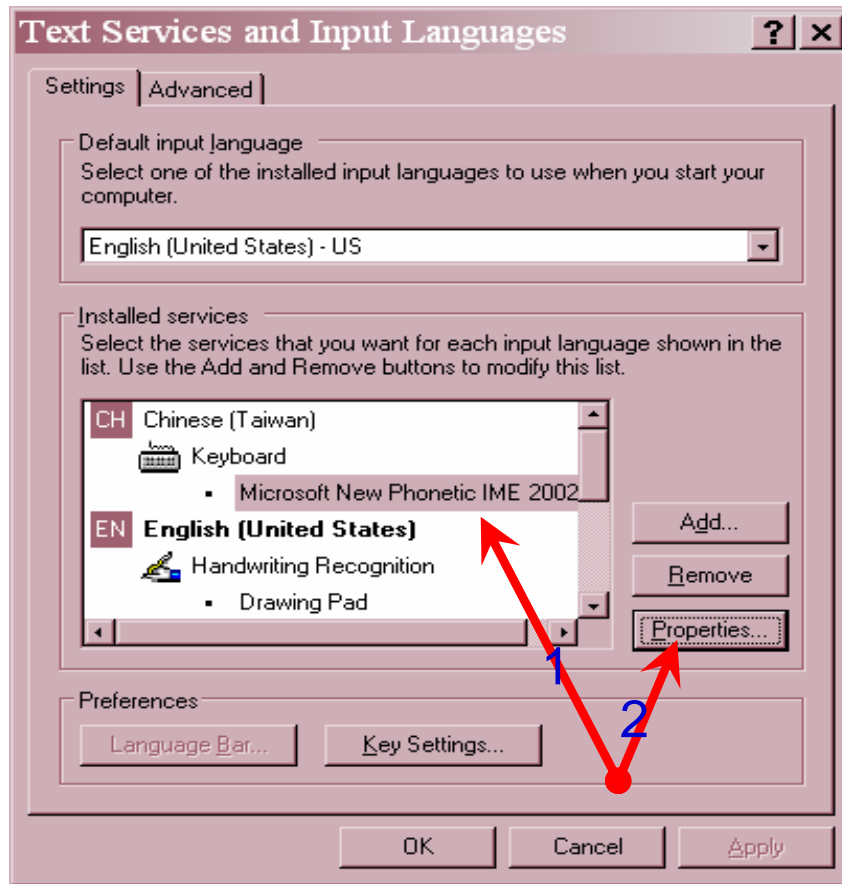 Text Services and Input Languages
Settings
Advanced
Default input language
Select one of the installed input languages to use when you start your
computer.
English (United States) - US
Installed services
Select the services that you want for each input language shown in the
list. Use the Add and Remove buttons to modify this list.
CH Chinese (Taiwan)
Keyboard
Microsoft New Phonetic IME 2002
EN English (United States)
Handwriting Recognition
Drawing Pad
Add...
Remove
Properties...
1
2
Preferences
Language Bar...
Key Settings...
OK
Cancel
Apply